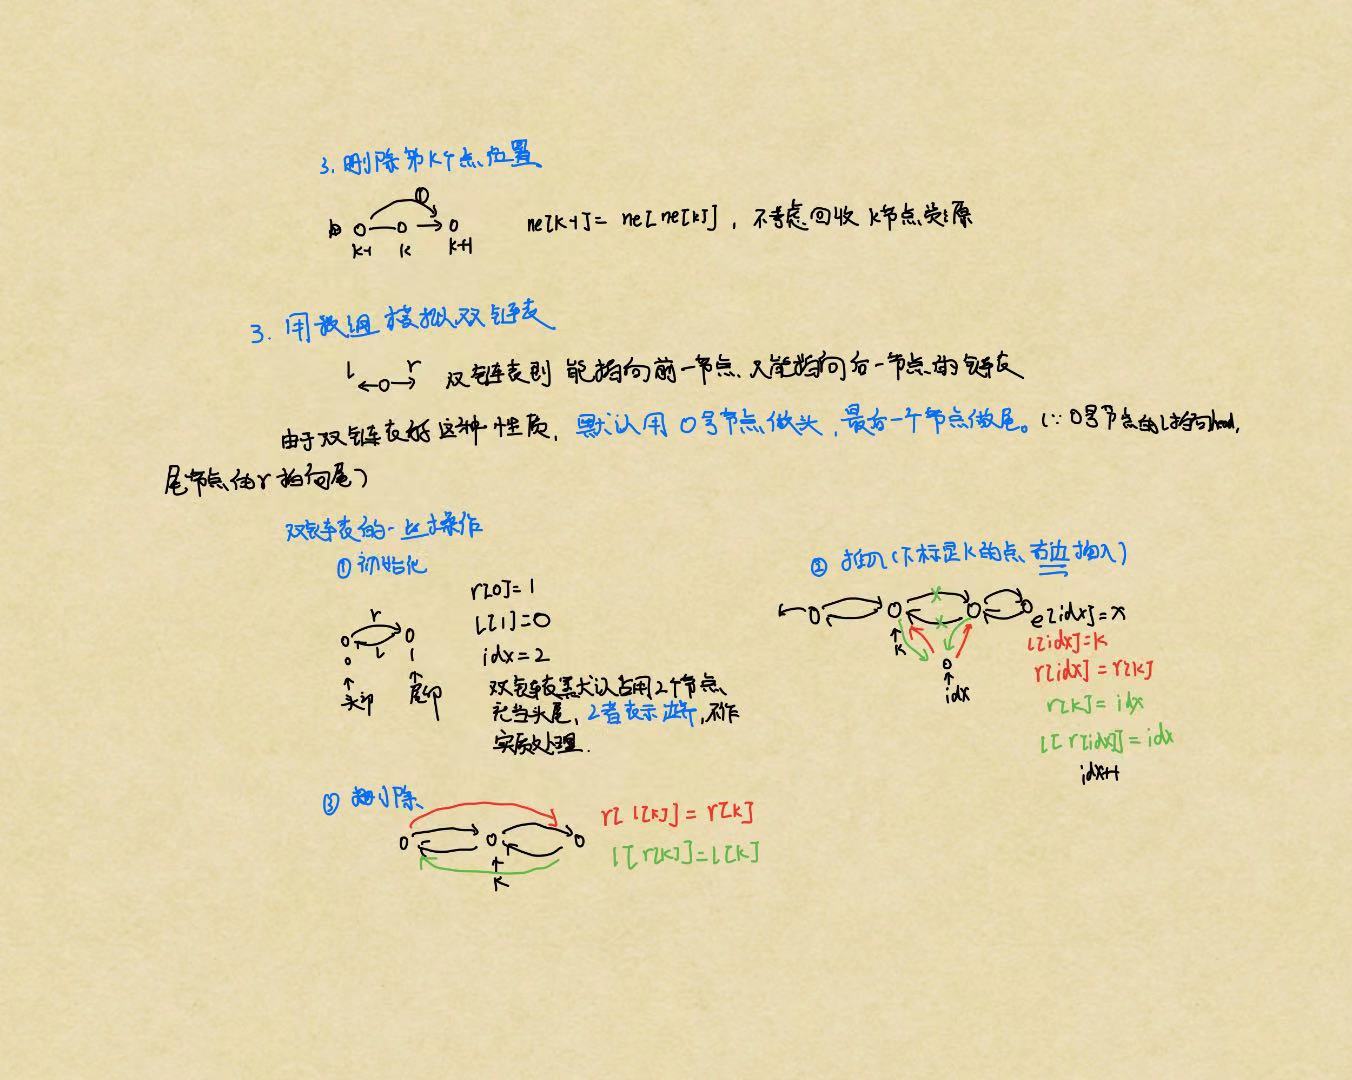 3. 删除第K个点位置
ne[k-1] = ne[ne[k]], 不考虑回收 k节点资源
k-1 k k+1
3. 用数组模拟双链表
l r 双链表则 能指向前一节点、又能指向后一节点的链表
由于双链表有这种性质, 默认用 0号节点做头, 最后一个节点做尾。(∵ 0号节点的l指向head,
尾节点的r指向尾)
双链表的一些操作
① 初始化
r[0] = 1
l[1] = 0
idx = 2
双链表默认占用2个节点、
充当头尾, 2者表示边界, 不作
实质处理.
r
l
0 1
头 尾
② 插入(下标是K的点 右边插入)
K
idx
e[idx] = x
l[idx] = k
r[idx] = r[k]
r[k] = idx
l[r[idx]] = idx
idx++
③ 删除
K
r[l[k]] = r[k]
l[r[k]] = l[k]